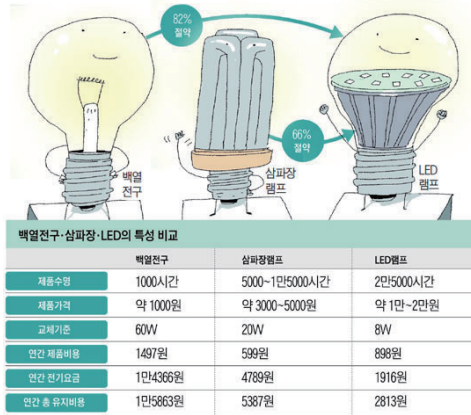 82%
절약
66%
절약
백열
전구
삼파장
램프
LED
램프
백열전구·삼파장·LED의 특성 비교
백열전구 삼파장램프 LED램프
제품수명 1000시간 5000~1만5000시간 2만5000시간
제품가격 약 1000원 약 3000~5000원 약 1만~2만원
교체기준 60W 20W 8W
연간 제품비용 1497원 599원 898원
연간 전기요금 1만4366원 4789원 1916원
연간 총 유지비용 1만5863원 5387원 2813원